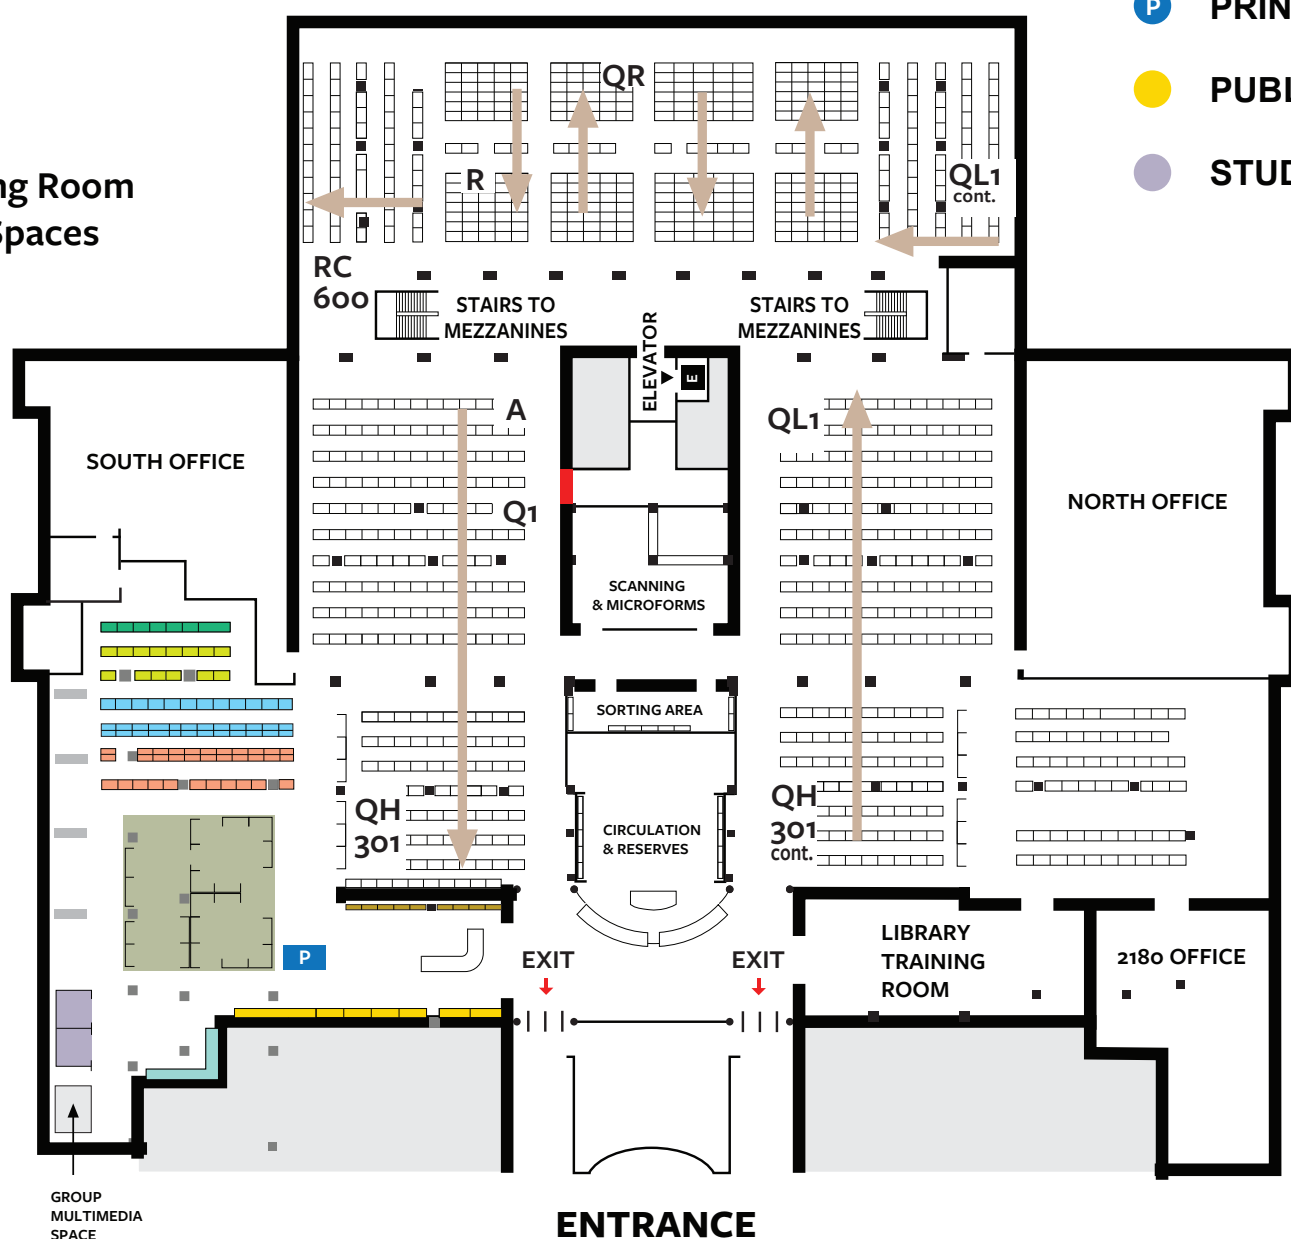 P PRIN
PUBL
STUD
ng Room
Spaces
QR
R
QL1
cont.
RC
600
STAIRS TO
MEZZANINES
STAIRS TO
MEZZANINES
ELEVATOR
E
A
QL1
SOUTH OFFICE
NORTH OFFICE
Q1
SCANNING
& MICROFORMS
SORTING AREA
QH
301
QH
301
cont.
CIRCULATION
& RESERVES
P
EXIT
EXIT
LIBRARY
TRAINING
ROOM
2180 OFFICE
GROUP
MULTIMEDIA
SPACE
ENTRANCE